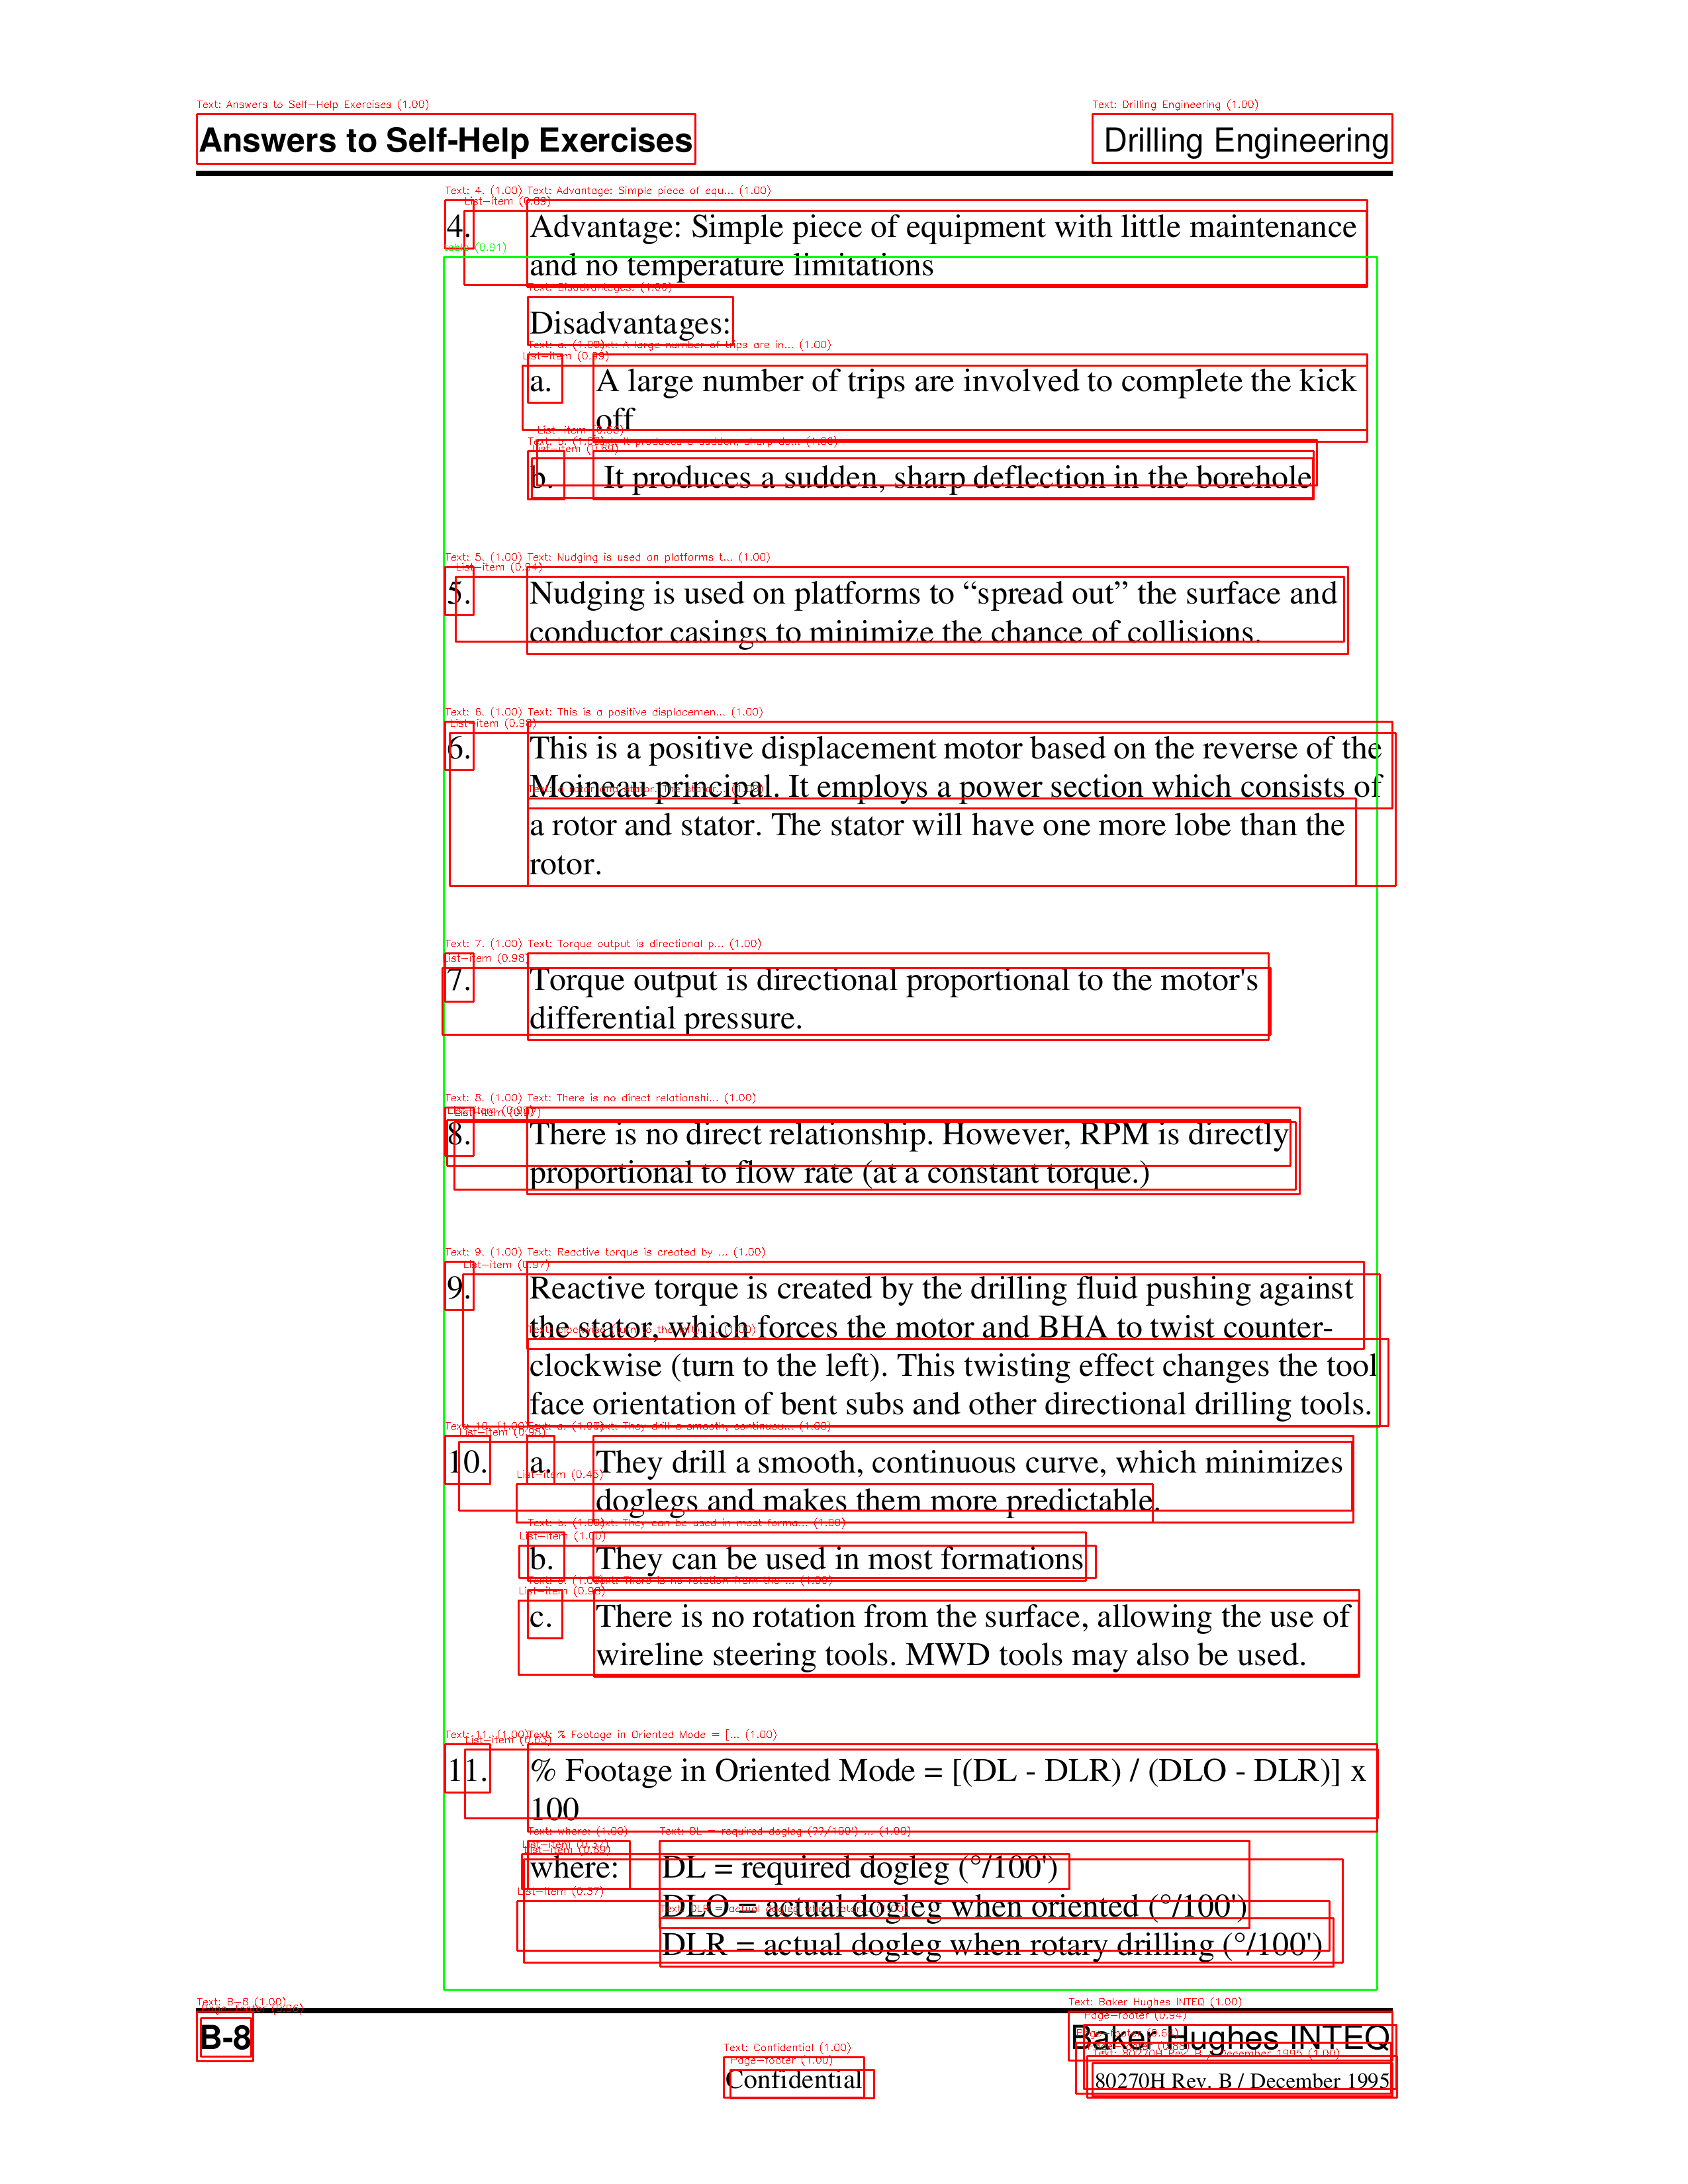 Answers to Self-Help Exercises Drilling Engineering
4. Advantage: Simple piece of equipment with little maintenance
and no temperature limitations
Disadvantages:
a. A large number of trips are involved to complete the kick
off
b. It produces a sudden, sharp deflection in the borehole
5. Nudging is used on platforms to “spread out” the surface and
conductor casings to minimize the chance of collisions.
6. This is a positive displacement motor based on the reverse of the
Moineau principal. It employs a power section which consists of
a rotor and stator. The stator will have one more lobe than the
rotor.
7. Torque output is directional proportional to the motor's
differential pressure.
8. There is no direct relationship. However, RPM is directly
proportional to flow rate (at a constant torque.)
9. Reactive torque is created by the drilling fluid pushing against
the stator, which forces the motor and BHA to twist counter-
clockwise (turn to the left). This twisting effect changes the tool
face orientation of bent subs and other directional drilling tools.
10. a. They drill a smooth, continuous curve, which minimizes
doglegs and makes them more predictable.
b. They can be used in most formations
c. There is no rotation from the surface, allowing the use of
wireline steering tools. MWD tools may also be used.
11. % Footage in Oriented Mode = [(DL - DLR) / (DLO - DLR)] x
100
where: DL = required dogleg (°/100')
DLO = actual dogleg when oriented (°/100')
DLR = actual dogleg when rotary drilling (°/100')
B-8 Baker Hughes INTEQ
Confidential 80270H Rev. B / December 1995